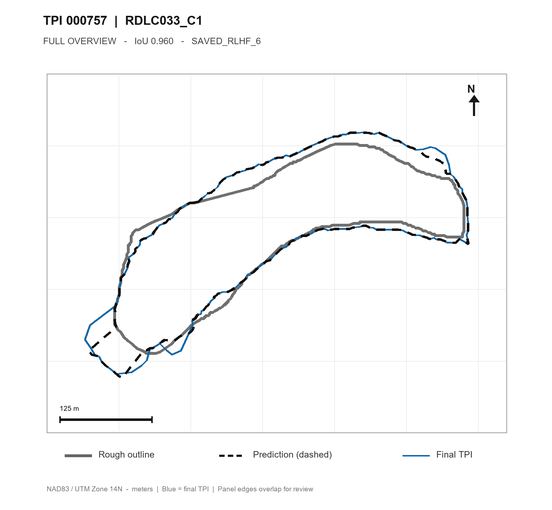 TPI 000757 | RDLC033_C1
FULL OVERVIEW - IoU 0.960 - SAVED_RLHF_6
N
125 m
Rough outline
Prediction (dashed)
Final TPI
NAD83 / UTM Zone 14N - meters | Blue = final TPI | Panel edges overlap for review